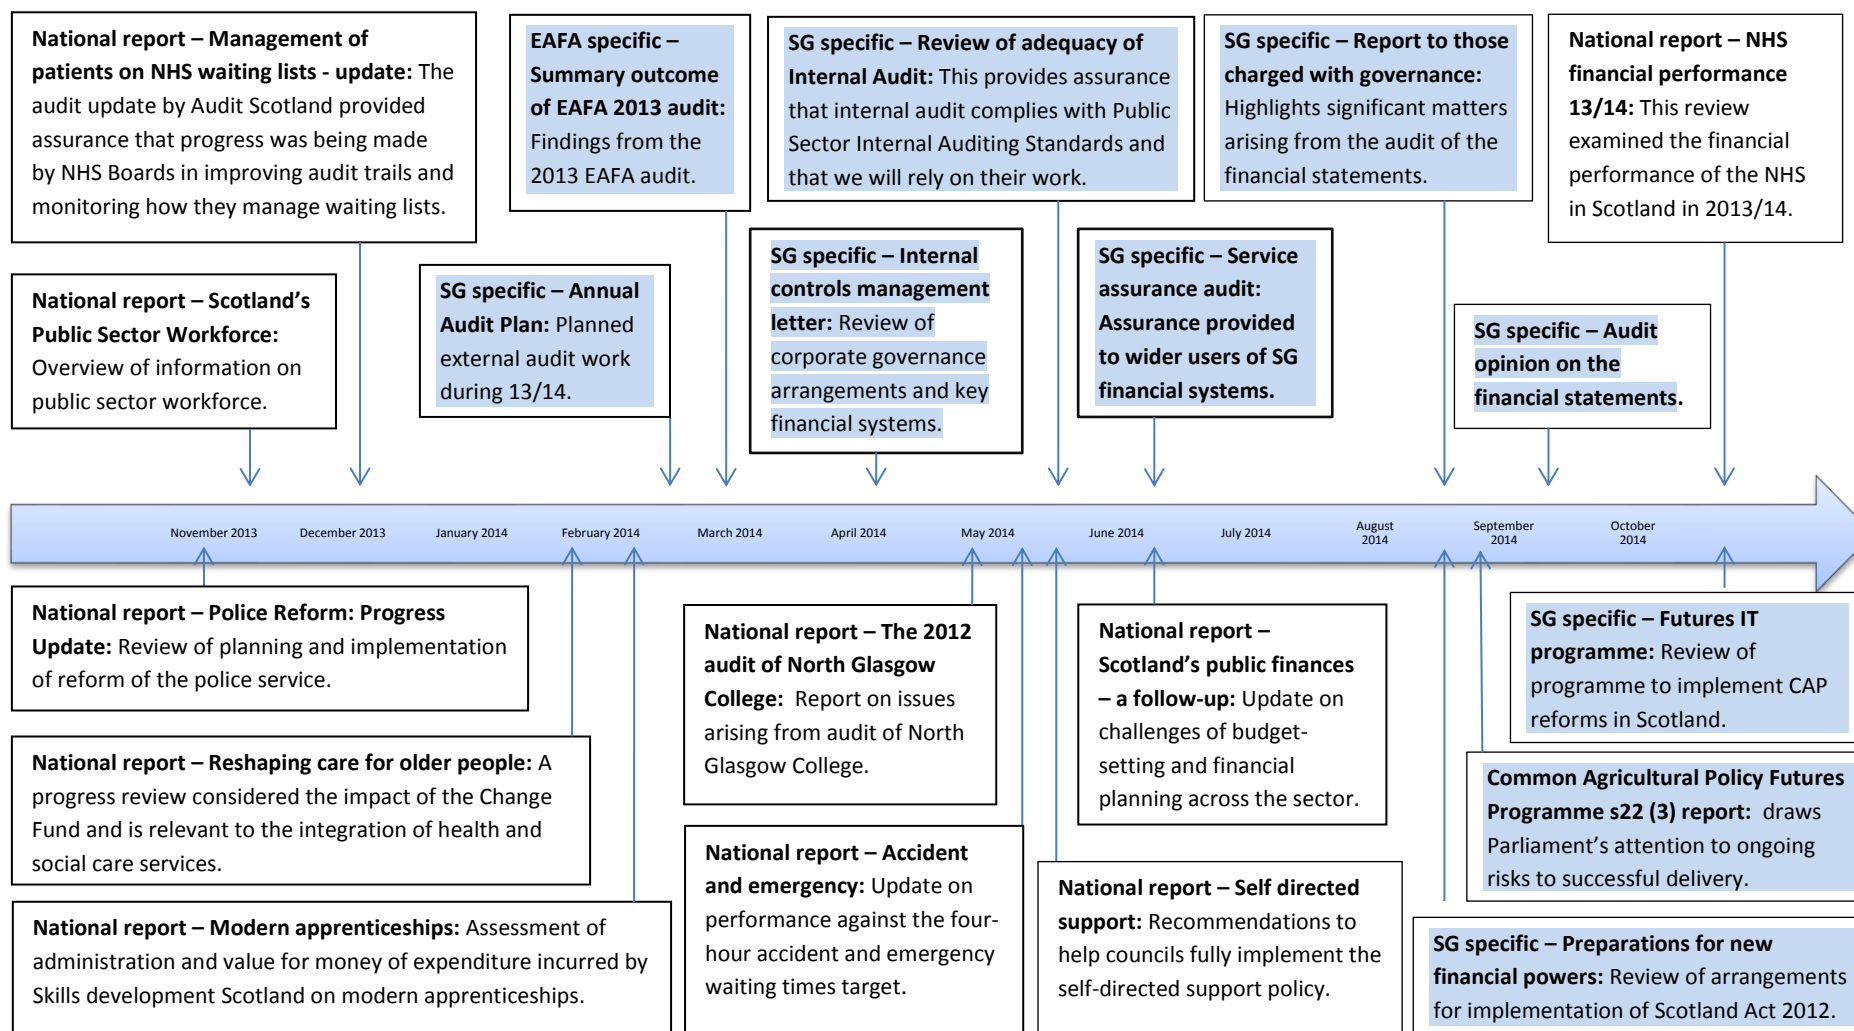 National report – Management of
patients on NHS waiting lists - update: The
audit update by Audit Scotland provided
assurance that progress was being made
by NHS Boards in improving audit trails and
monitoring how they manage waiting lists.
EAFA specific –
Summary outcome
of EAFA 2013 audit:
Findings from the
2013 EAFA audit.
SG specific – Review of adequacy of
Internal Audit: This provides assurance
that internal audit complies with Public
Sector Internal Auditing Standards and
that we will rely on their work.
SG specific – Report to those
charged with governance:
Highlights significant matters
arising from the audit of the
financial statements.
National report – NHS
financial performance
13/14: This review
examined the financial
performance of the NHS
in Scotland in 2013/14.
National report – Scotland’s
Public Sector Workforce:
Overview of information on
public sector workforce.
SG specific – Annual
Audit Plan: Planned
external audit work
during 13/14.
SG specific – Internal
controls management
letter: Review of
corporate governance
arrangements and key
financial systems.
SG specific – Service
assurance audit:
Assurance provided
to wider users of SG
financial systems.
SG specific – Audit
opinion on the
financial statements.
November 2013
December 2013
January 2014
February 2014
March 2014
April 2014
May 2014
June 2014
July 2014
August
2014
September
2014
October
2014
National report – Police Reform: Progress
Update: Review of planning and implementation
of reform of the police service.
National report – Reshaping care for older people: A
progress review considered the impact of the Change
Fund and is relevant to the integration of health and
social care services.
National report – Modern apprenticeships: Assessment of
administration and value for money of expenditure incurred by
Skills development Scotland on modern apprenticeships.
National report – The 2012
audit of North Glasgow
College: Report on issues
arising from audit of North
Glasgow College.
National report – Accident
and emergency: Update on
performance against the four-
hour accident and emergency
waiting times target.
National report –
Scotland’s public finances
– a follow-up: Update on
challenges of budget-
setting and financial
planning across the sector.
National report – Self directed
support: Recommendations to
help councils fully implement the
self-directed support policy.
SG specific – Futures IT
programme: Review of
programme to implement CAP
reforms in Scotland.
Common Agricultural Policy Futures
Programme s22 (3) report: draws
Parliament’s attention to ongoing
risks to successful delivery.
SG specific – Preparations for new
financial powers: Review of arrangements
for implementation of Scotland Act 2012.